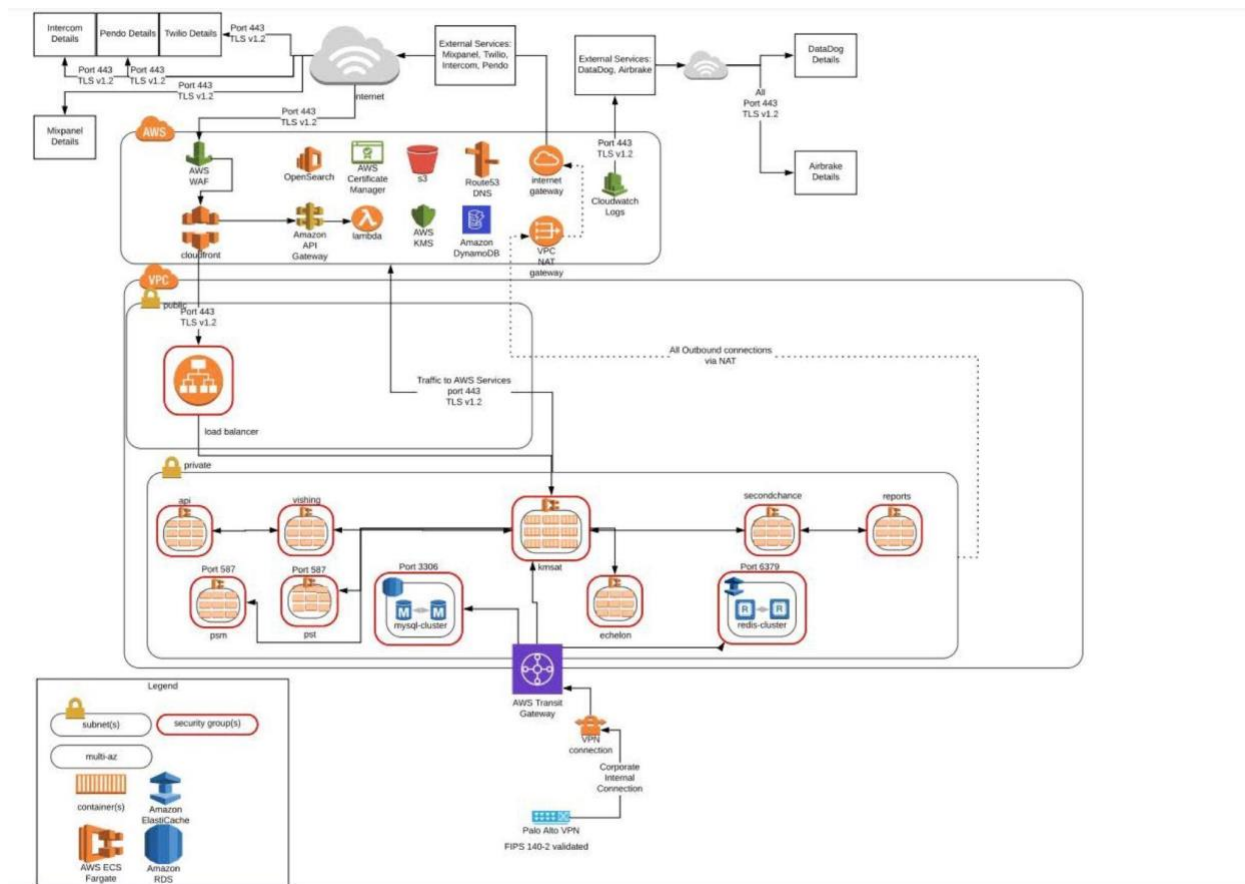 Intercom
Details
Pendo Details
Twilio Details
Port 443
TLS v1.2
External Services:
Mixpanel, Twilio,
Intercom, Pendo
External Services:
DataDog, Airbrake
DataDog
Details
Port 443
TLS v1.2
Port 443
TLS v1.2
Port 443
TLS v1.2
internet
All
Port 443
TLS v1.2
Mixpanel
Details
Port 443
TLS v1.2
AWS
AWS
WAF
OpenSearch
AWS
Certificate
Manager
s3
Route53
DNS
internet
gateway
Port 443
TLS v1.2
Cloudwatch
Logs
Airbrake
Details
cloudfront
Amazon
API
Gateway
lambda
AWS
KMS
Amazon
DynamoDB
VPC
NAT
gateway
VPC
public
Port 443
TLS v1.2
All Outbound connections
via NAT
Traffic to AWS Services
port 443
TLS v1.2
load balancer
private
api
vishing
kmsat
secondchance
reports
Port 587
psm
Port 587
pst
Port 3306
M
M
mysql-cluster
echelon
Port 6379
R
R
redis-cluster
AWS Transit
Gateway
VPN
connection
Corporate
Internal
Connection
Palo Alto VPN
FIPS 140-2 validated
Legend
subnet(s)
security group(s)
multi-az
container(s)
Amazon
ElastiCache
AWS ECS
Fargate
Amazon
RDS